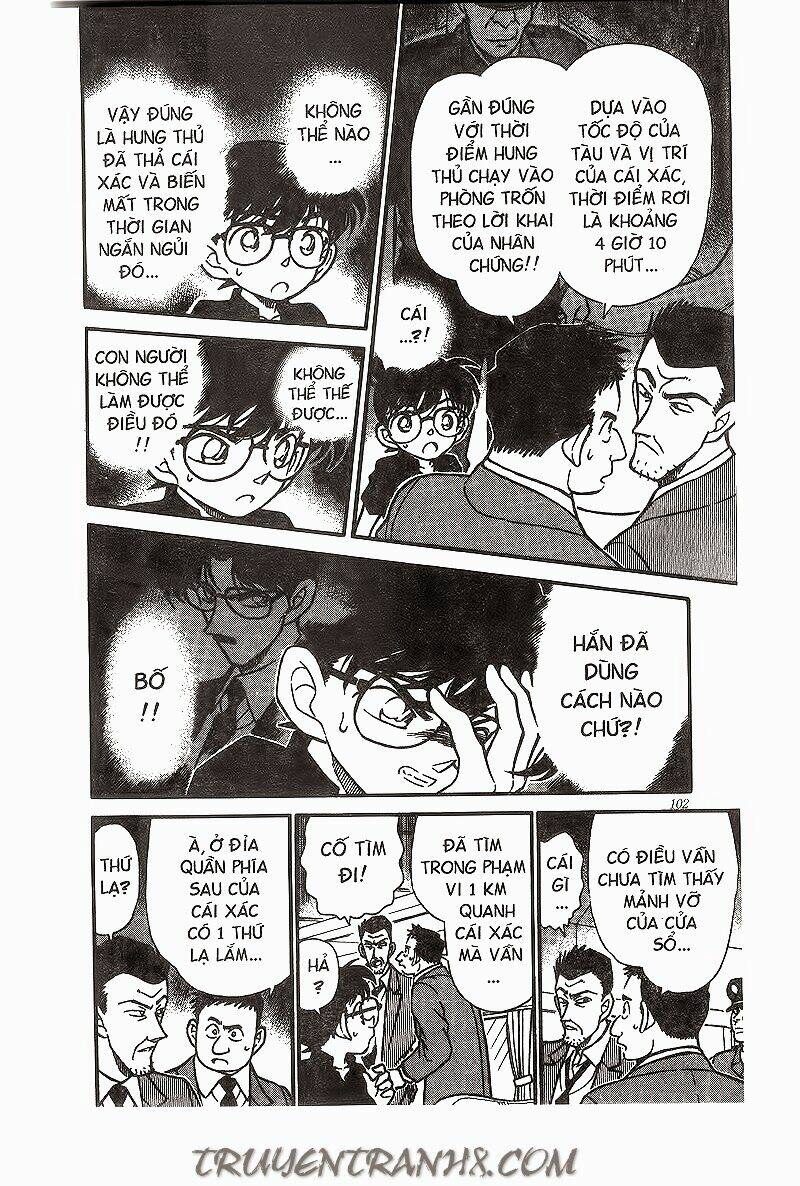 DỰA VÀO
TỐC ĐỘ CỦA
TÀU VÀ VỊ TRÍ
CỦA CÁI XÁC,
THỜI ĐIỂM RƠI
LÀ KHOẢNG
4 GIỜ 10
PHÚT...
GẦN ĐÚNG
VỚI THỜI
ĐIỂM HUNG
THỦ CHẠY VÀO
PHÒNG TRỐN
THEO LỜI KHAI
CỦA NHÂN
CHỨNG!!
CÁI
...?!
KHÔNG
THỂ NÀO
...
VẬY ĐÚNG
LÀ HUNG THỦ
ĐÃ THẢ CÁI
XÁC VÀ BIẾN
MẤT TRONG
THỜI GIAN
NGẮN NGỦI
ĐÓ...
KHÔNG
THỂ THẾ
ĐƯỢC...
CON NGƯỜI
KHÔNG THỂ
LÀM ĐƯỢC
ĐIỀU ĐÓ
!!
HẮN ĐÃ
DÙNG
CÁCH NÀO
CHỨ?!
BỐ
!!
102
CÓ ĐIỀU VẪN
CHƯA TÌM THẤY
MẢNH VỠ
CỦA CỬA
SỔ...
CÁI
GÌ ...
ĐÃ TÌM
TRONG PHẠM
VI 1 KM
QUANH
CÁI XÁC
MÀ VẪN
...
CỐ TÌM
ĐI!
HẢ
?
À, Ở ĐỈA
QUẦN PHÍA
SAU CỦA
CÁI XÁC
CÓ 1 THỨ
LẠ LẮM...
THỨ
LẠ?
TRUYENTRANH8.COM